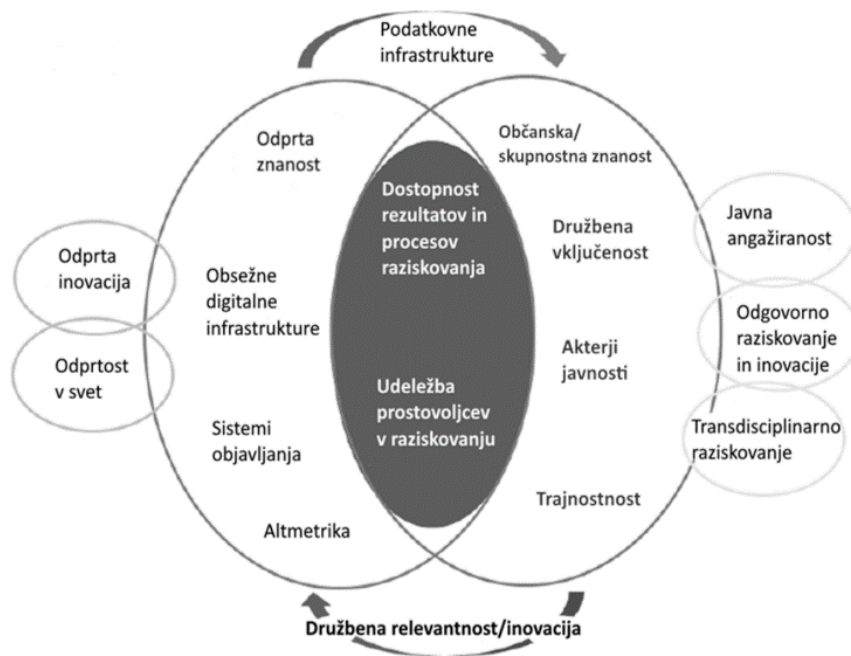 Podatkovne
infrastrukture
Odprta
znanost
Občanska/
skupnostna znanost
Dostopnost
rezultatov in
procesov
raziskovanja
Družbena
vključenost
Javna
angažiranost
Odprta
inovacija
Obsežne
digitalne
infrastrukture
Odgovorno
raziskovanje
in inovacije
Akterji
javnosti
Odprtost
v svet
Udeležba
prostovoljcev
v raziskovanju
Sistemi
objavljanja
Transdisciplinarno
raziskovanje
Trajnostnost
Altmetrika
Družbena relevantnost/inovacija